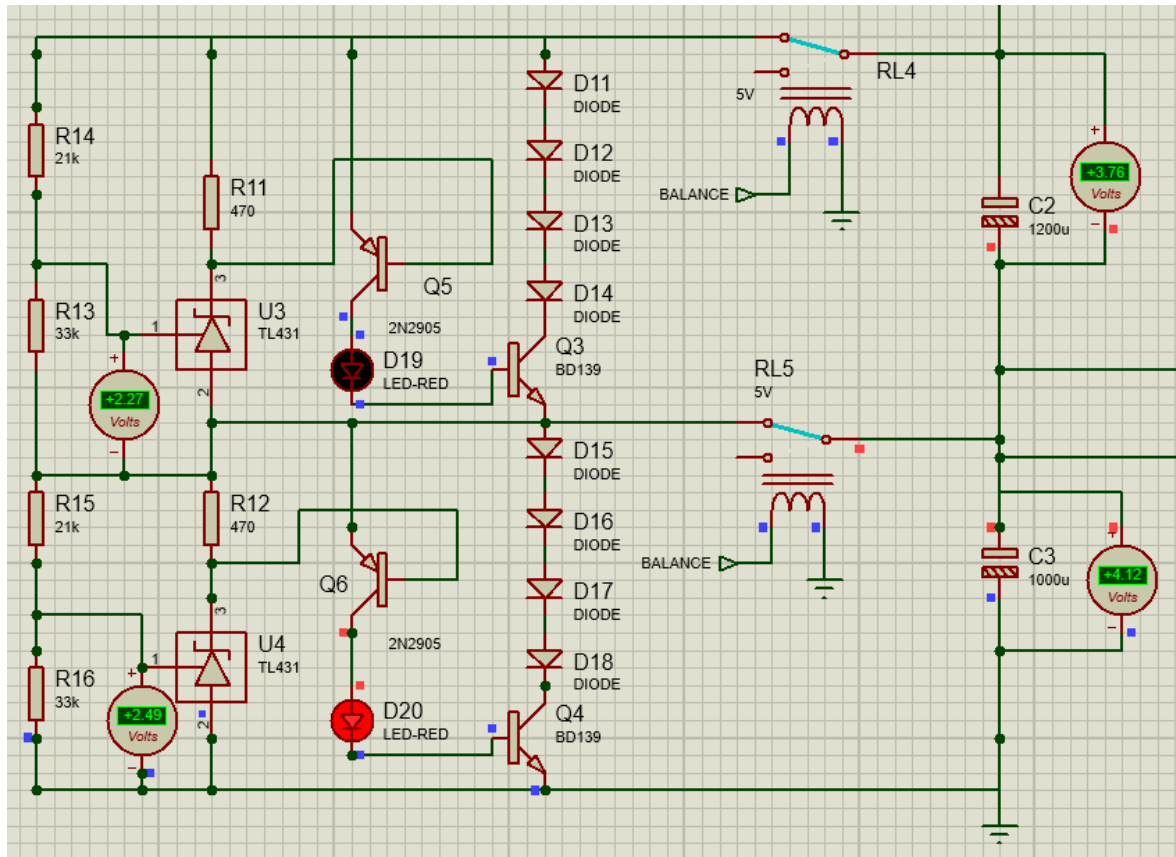 R14
21k
R11
470
R13
33k
1
3
U3
TL431
2
+2.27
Volts
+
−
Q5
2N2905
D19
LED-RED
D11
DIODE
D12
DIODE
D13
DIODE
D14
DIODE
Q3
BD139
RL4
5V
BALANCE
+
+3.76
Volts
−
C2
1200u
R15
21k
R12
470
Q6
2N2905
R16
33k
1
3
U4
TL431
2
+
+2.49
Volts
−
D20
LED-RED
D15
DIODE
D16
DIODE
D17
DIODE
D18
DIODE
Q4
BD139
RL5
5V
BALANCE
C3
1000u
+
+4.12
Volts
−